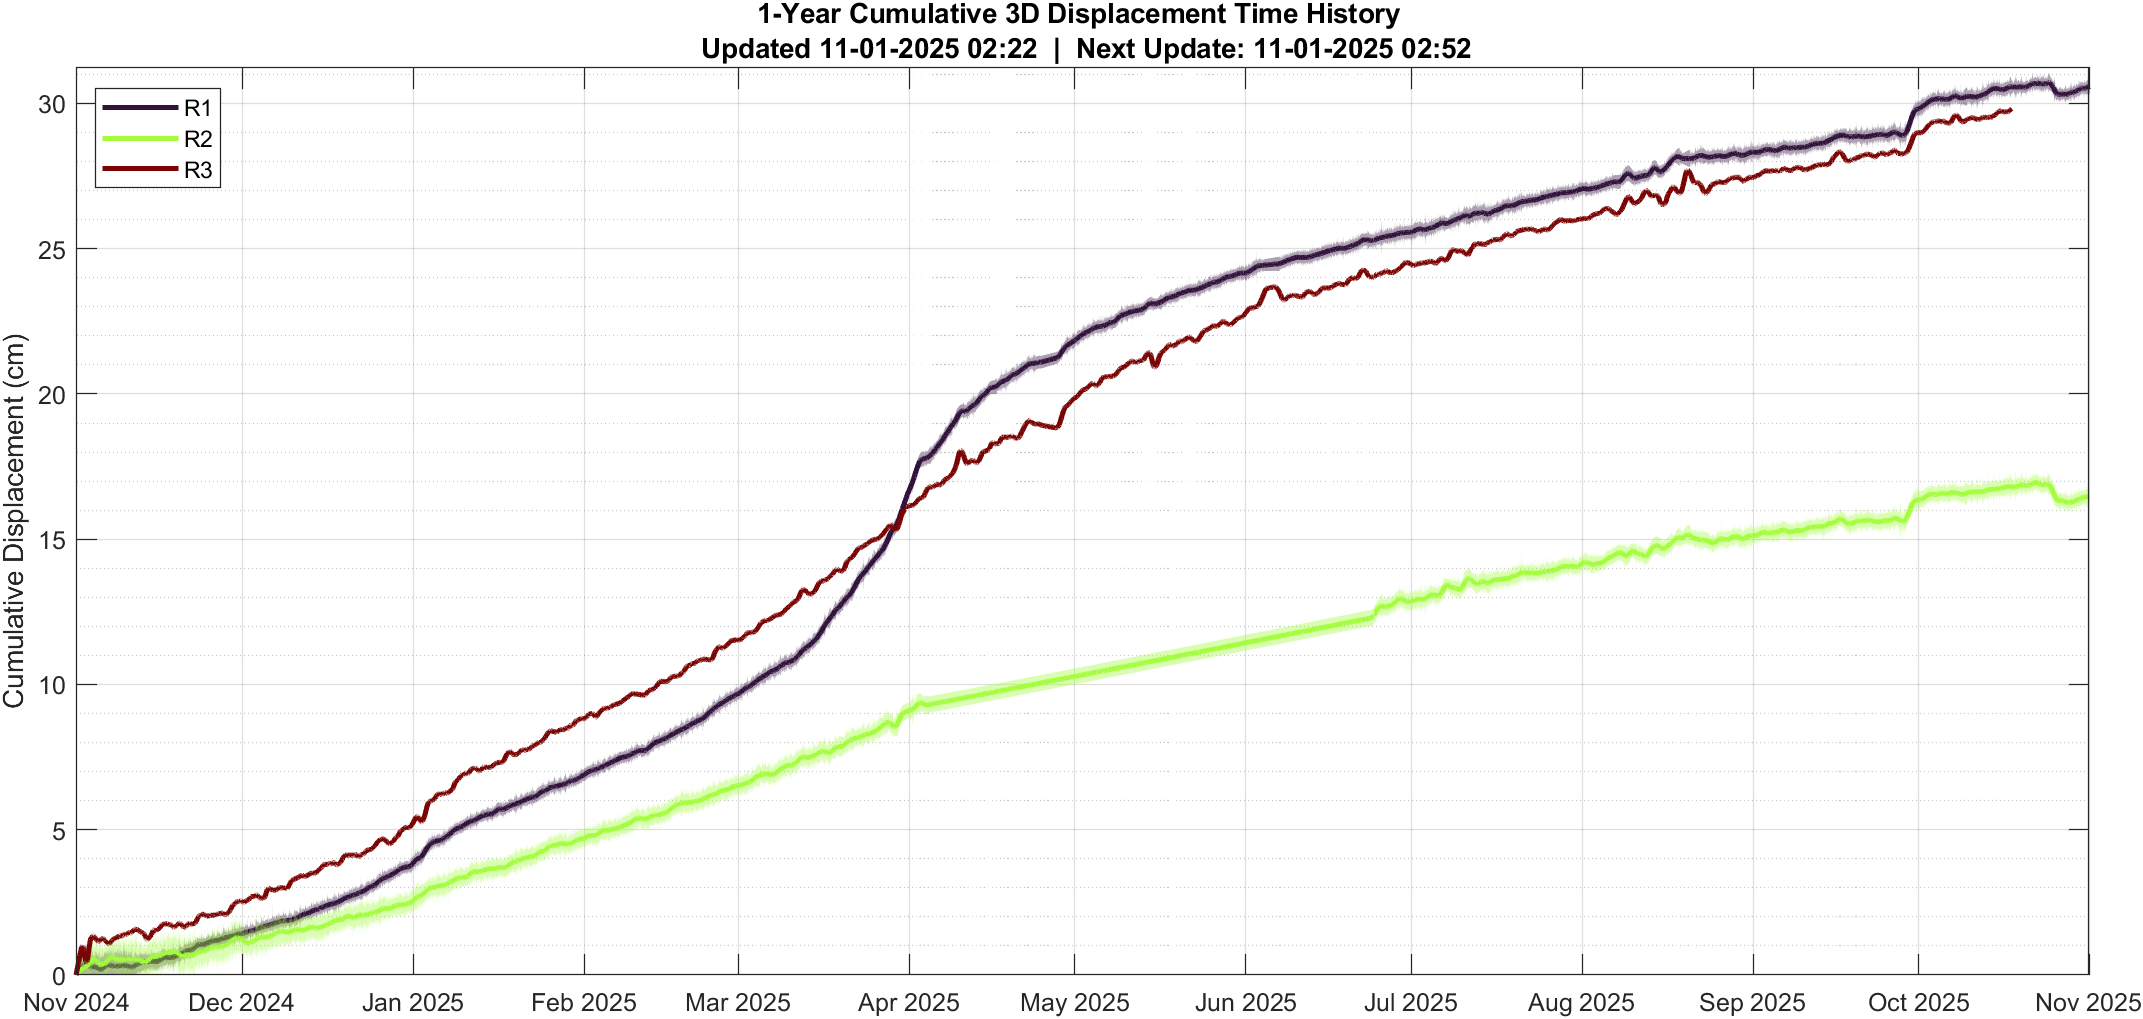 1-Year Cumulative 3D Displacement Time History
Updated 11-01-2025 02:22 | Next Update: 11-01-2025 02:52
R1
R2
R3
Cumulative Displacement (cm)
30
25
20
15
10
5
0
Nov 2024 Dec 2024 Jan 2025 Feb 2025 Mar 2025 Apr 2025 May 2025 Jun 2025 Jul 2025 Aug 2025 Sep 2025 Oct 2025 Nov 2025